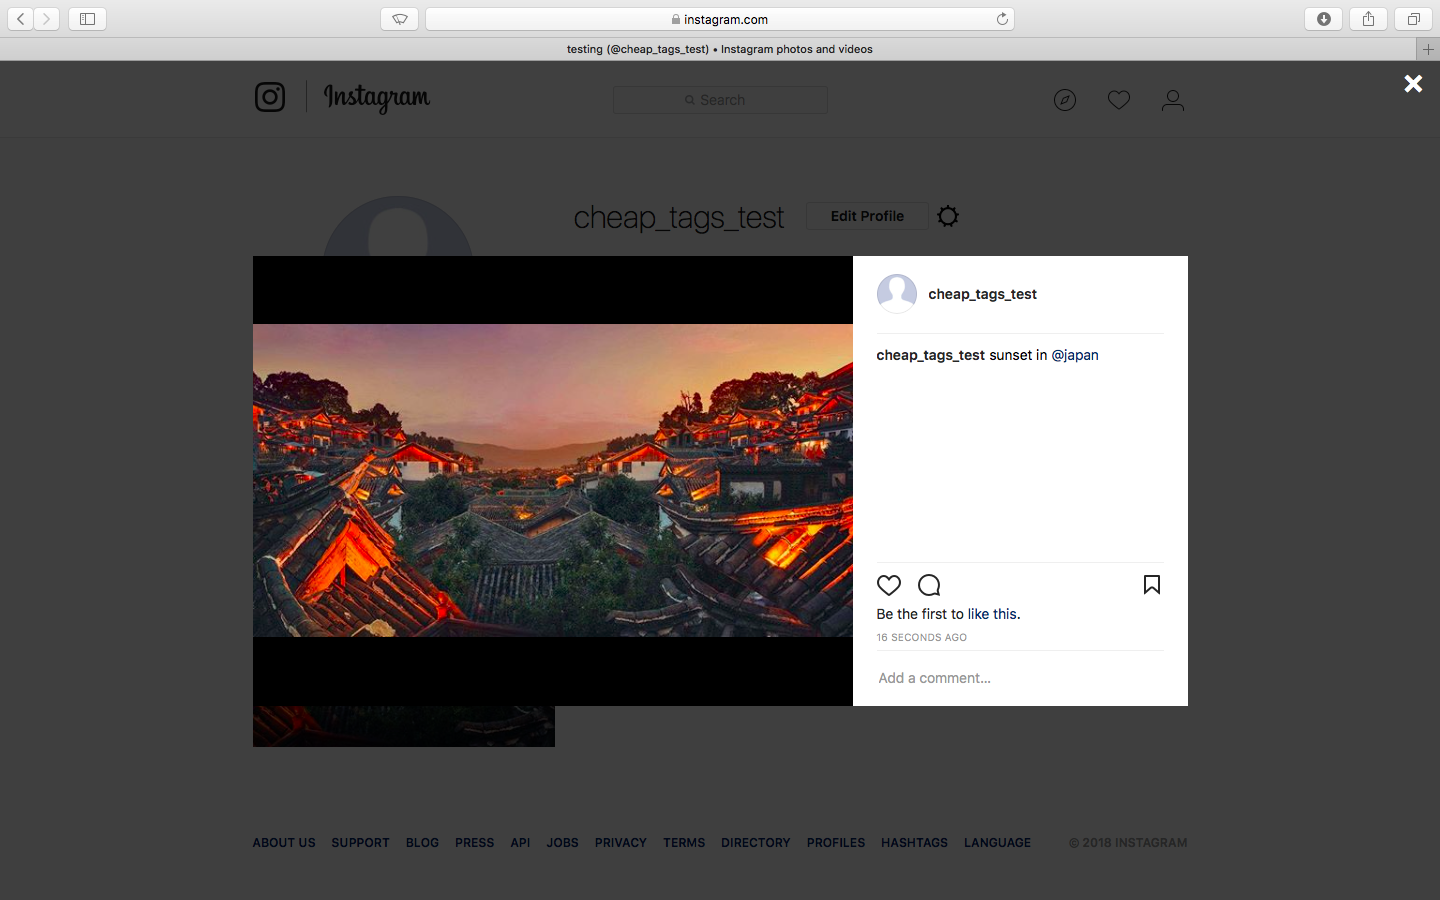 instagram.com
testing (@cheap_tags_test) • Instagram photos and videos
Instagram
Search
cheap_tags_test
Edit Profile
cheap_tags_test
cheap_tags_test sunset in @japan
Be the first to like this.
16 SECONDS AGO
Add a comment...
ABOUT US SUPPORT BLOG PRESS API JOBS PRIVACY TERMS DIRECTORY PROFILES HASHTAGS LANGUAGE © 2018 INSTAGRAM